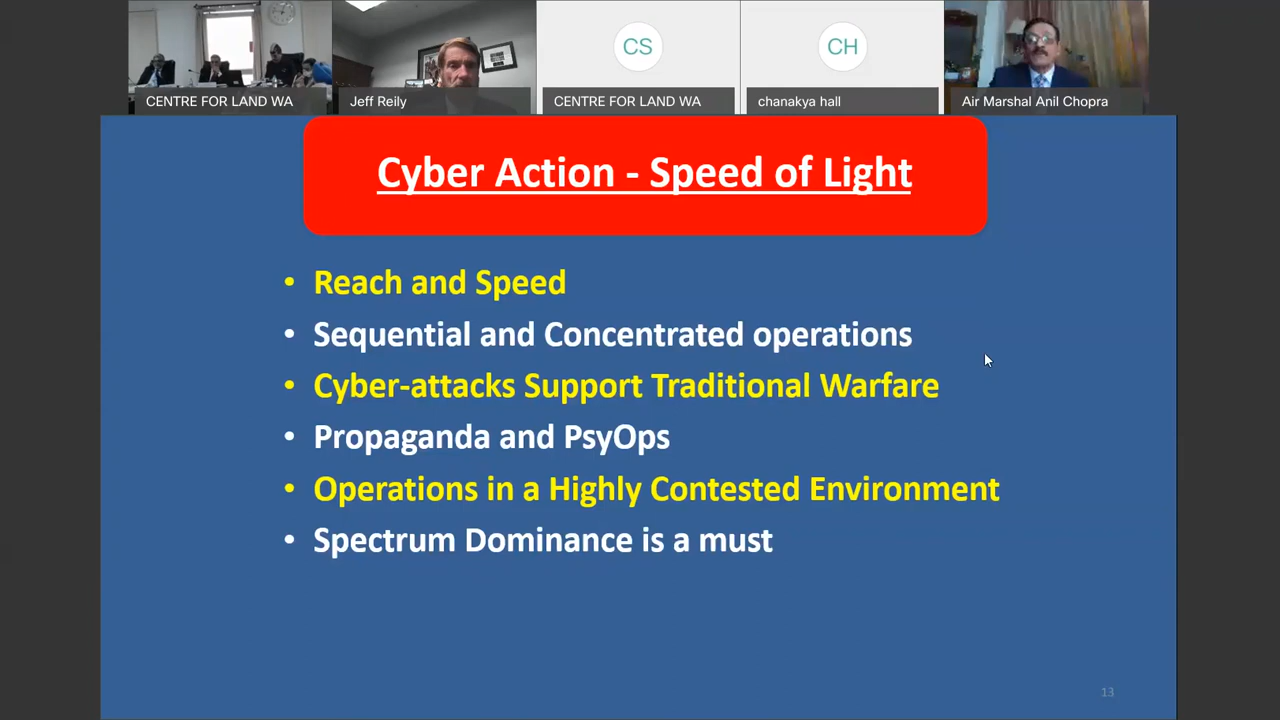 CS
CH
CENTRE FOR LAND WA
Jeff Reily
CENTRE FOR LAND WA
chanakya hall
Air Marshal Anil Chopra
Cyber Action - Speed of Light
• Reach and Speed
• Sequential and Concentrated operations
• Cyber-attacks Support Traditional Warfare
• Propaganda and PsyOps
• Operations in a Highly Contested Environment
• Spectrum Dominance is a must
13